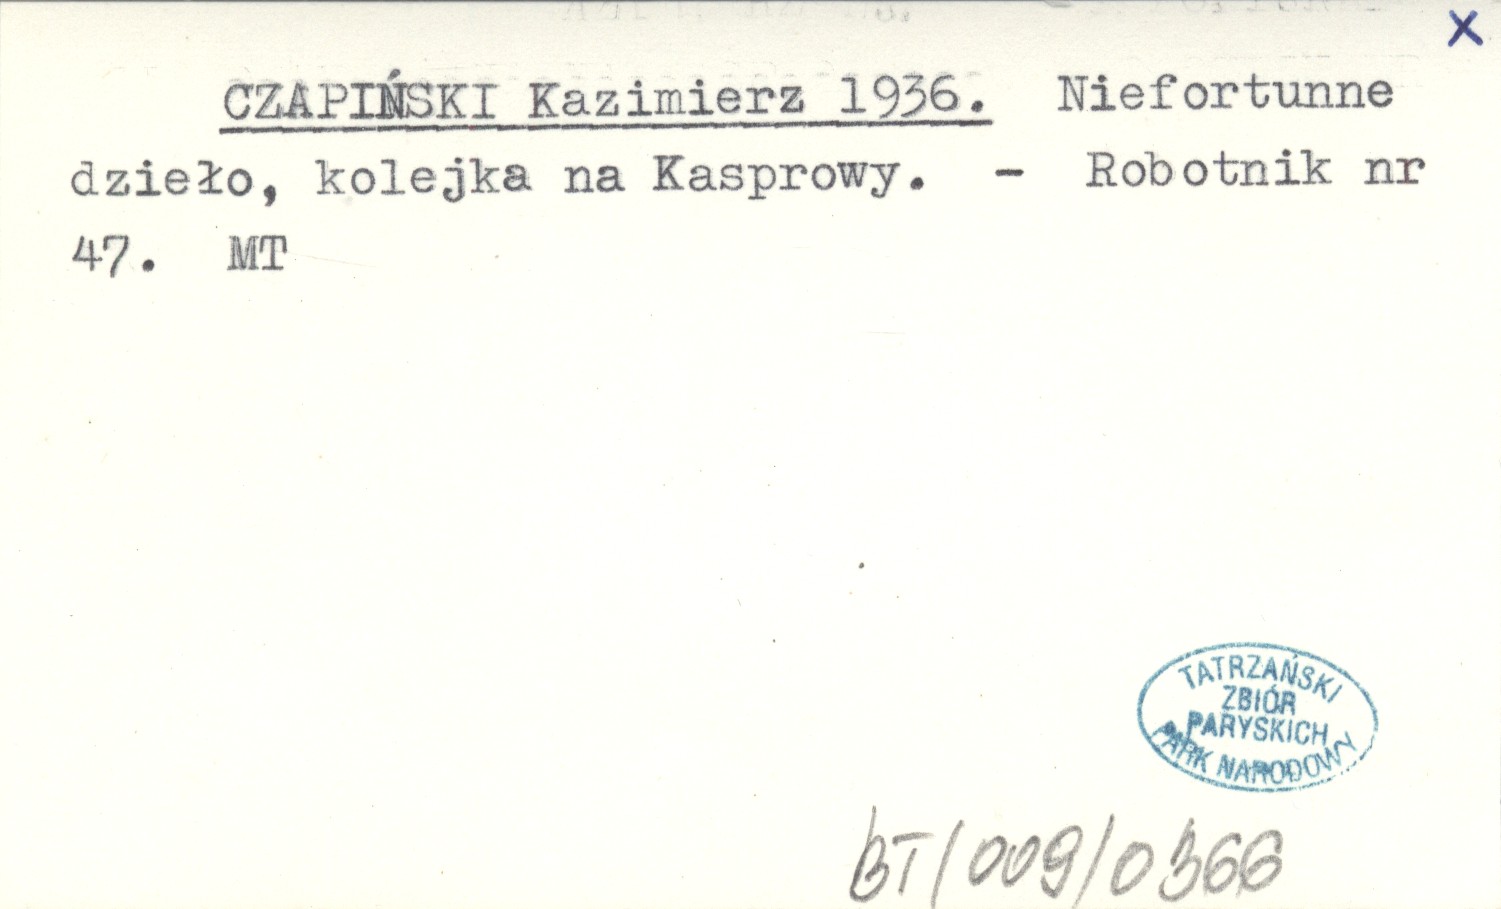 x
CZAPIŃSKI Kazimierz 1936. Niefortunne
dzieło, kolejka na Kasprowy. - Robotnik nr
47. MT
TATRZAŃSKI
ZBIÓR
PARYSKICH
PARK NARODOWY
BT/009/0366